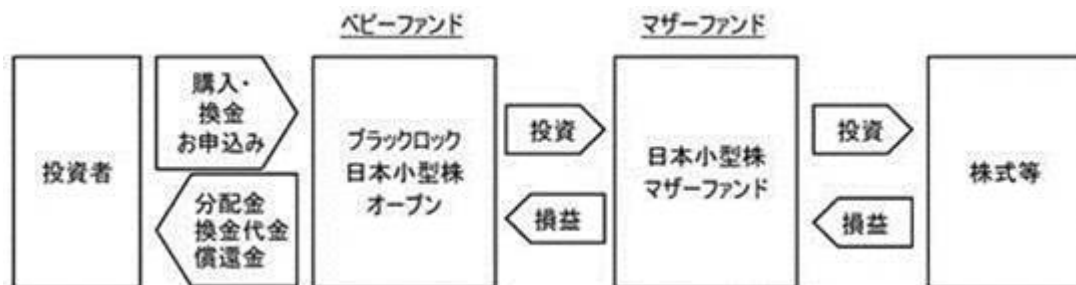 ベビーファンド
マザーファンド
投資者
購入・
換金
お申込み
分配金
換金代金
償還金
ブラックロック
日本小型株
オープン
投資
損益
日本小型株
マザーファンド
投資
損益
株式等